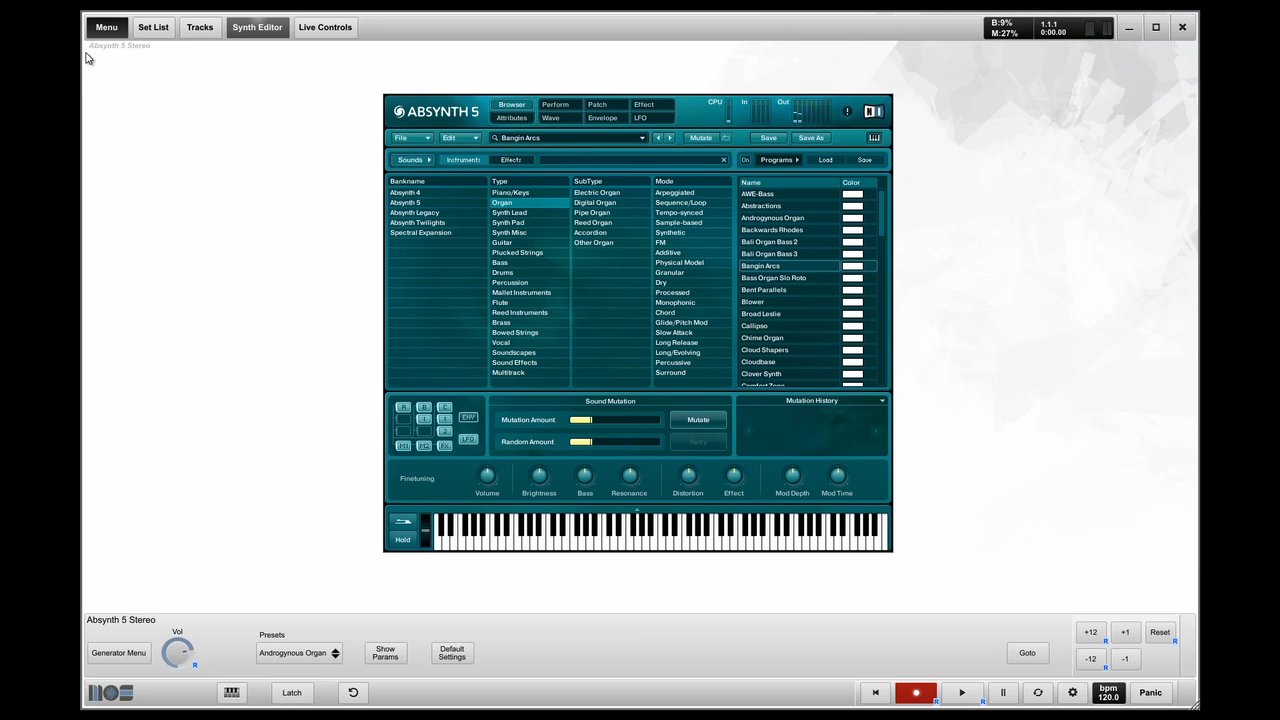 Menu Set List Tracks Synth Editor Live Controls B:9% M:27% 1.1.1 0:00.00
Absynth 5 Stereo
ABSYNTH 5 Browser Perform Patch Effect CPU In Out NI
Attributes Wave Envelope LFO
File Edit Bangin Arcs Mutate Save Save As
Sounds Instruments Effects On Programs Load Save
Bankname Type SubType Mode Name Color
Absynth 4 Piano/Keys Electric Organ Arpeggiated AWE-Bass
Absynth 5 Organ Digital Organ Sequence/Loop Abstractions
Absynth Legacy Synth Lead Pipe Organ Tempo-synced Androgynous Organ
Absynth Twilights Synth Pad Reed Organ Sample-based Backwards Rhodes
Spectral Expansion Synth Misc Accordion Synthetic Bali Organ Bass 2
Guitar Other Organ FM Bali Organ Bass 3
Plucked Strings Additive Bangin Arcs
Bass Physical Model Bass Organ Slo Roto
Drums Granular Bent Parallels
Percussion Dry Blower
Mallet Instruments Processed Broad Leslie
Flute Monophonic Callipso
Reed Instruments Chord Chime Organ
Brass Glide/Pitch Mod Cloud Shapers
Bowed Strings Slow Attack Cloudbase
Vocal Long Release Clover Synth
Soundscapes Long/Evolving Comfort Zone
Sound Effects Percussive
Multitrack Surround
A B C Sound Mutation Mutation History
1 1 ENV Mutation Amount Mutate
2 LFO Random Amount Retry
M1 M2 FX
Finetuning Volume Brightness Bass Resonance Distortion Effect Mod Depth Mod Time
Hold
Absynth 5 Stereo
Generator Menu Vol R Presets Androgynous Organ Show Params Default Settings Goto +12 R +1 Reset R
-12 R -1
MOS Latch R R bpm 120.0 Panic